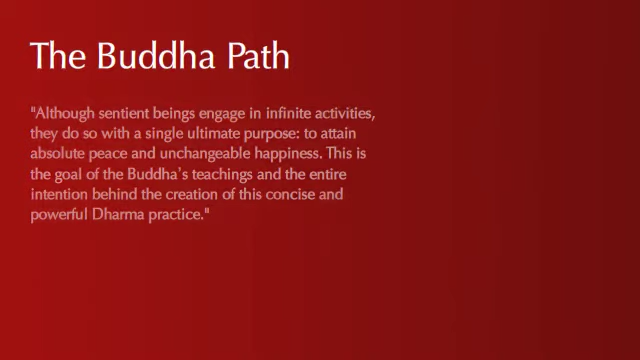 The Buddha Path
"Although sentient beings engage in infinite activities,
they do so with a single ultimate purpose: to attain
absolute peace and unchangeable happiness. This is
the goal of the Buddha's teachings and the entire
intention behind the creation of this concise and
powerful Dharma practice."